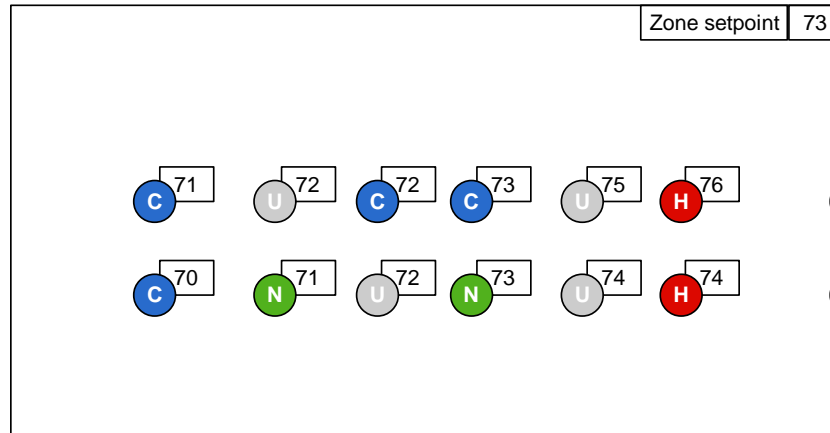 Zone setpoint 73
C 71 U 72 C 72 C 73 U 75 H 76
C 70 N 71 U 72 N 73 U 74 H 74